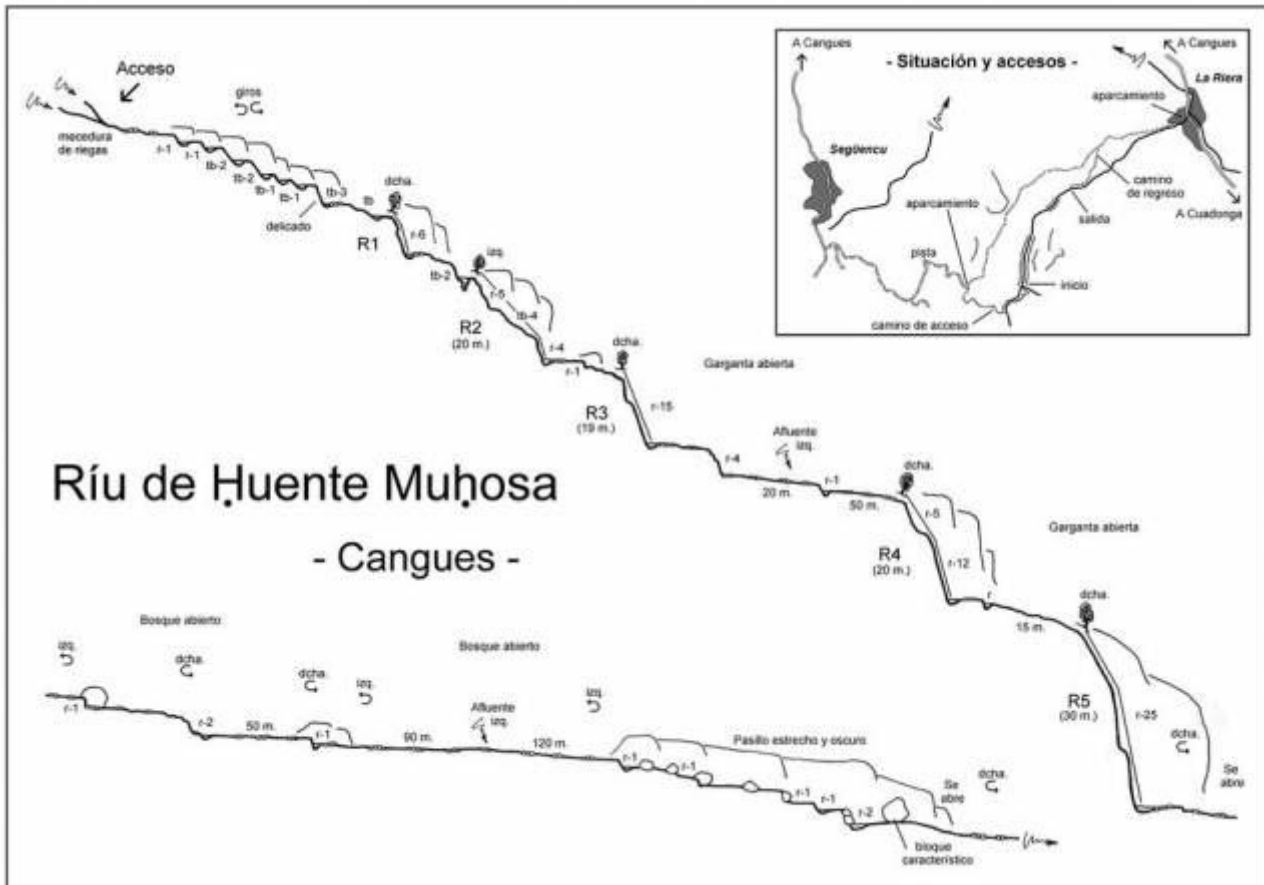 Acceso
mecedura
de riegas
giros
r-1
r-1
tb-2
tb-2
tb-1
tb-1
tb-3
delicado
tb
dcha.
R1
r-6
tb-2
izq.
R2
(20 m.)
r-5
tb-4
r-4
r-1
dcha.
R3
(19 m.)
r-15
Garganta abierta
r-4
Afluente
izq.
20 m.
r-1
50 m.
dcha.
r-5
R4
(20 m.)
r-12
Garganta abierta
r
15 m.
dcha.
R5
(30 m.)
r-25
dcha.
Se
abre
- Situación y accesos -
A Cangues
A Cangues
La Riera
aparcamiento
Següencu
aparcamiento
camino
de regreso
salida
A Cuadonga
pista
inicio
camino de acceso
Ríu de Ḥuente Muḥosa
- Cangues -
Bosque abierto
izq.
r-1
dcha.
r-2
50 m.
dcha.
r-1
izq.
90 m.
Bosque abierto
Afluente
izq.
120 m.
izq.
Pasillo estrecho y oscuro
r-1
r-1
r-1
r-1
r-2
Se
abre
dcha.
bloque
característico